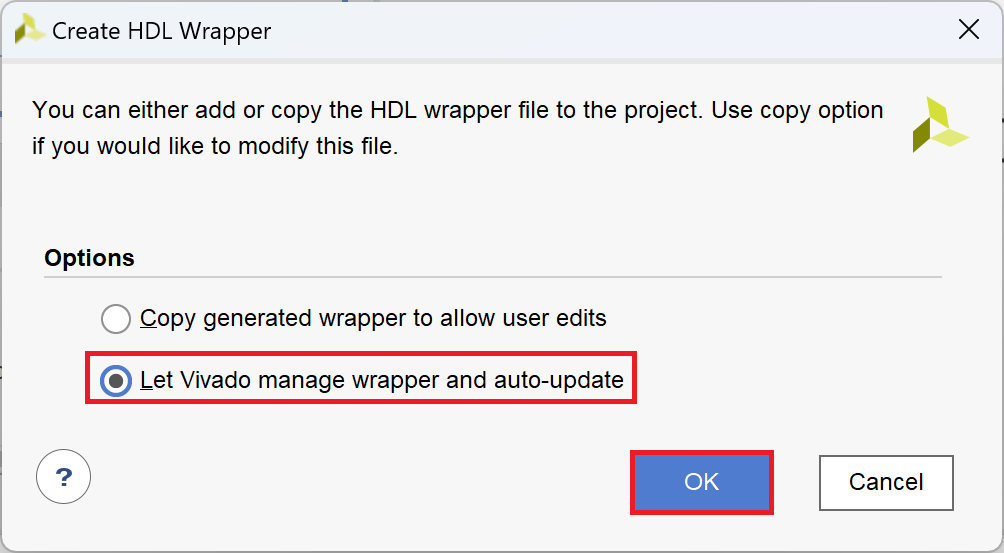 Create HDL Wrapper
You can either add or copy the HDL wrapper file to the project. Use copy option
if you would like to modify this file.
Options
Copy generated wrapper to allow user edits
Let Vivado manage wrapper and auto-update
?
OK
Cancel